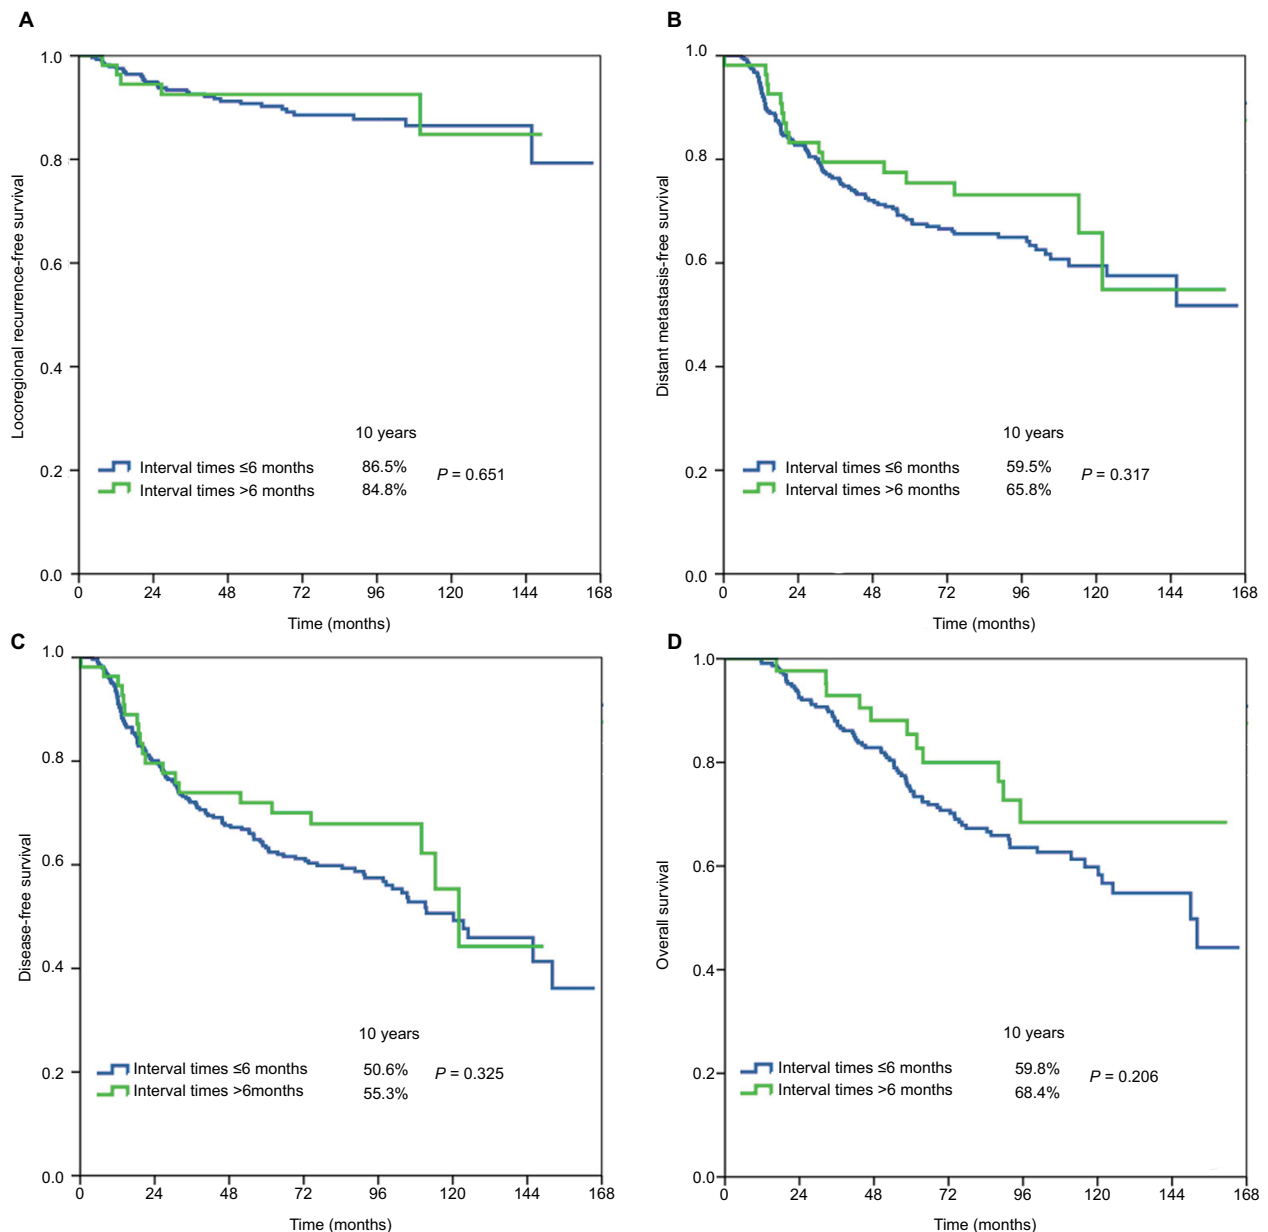 A
Locoregional recurrence-free survival
1.0
0.8
0.6
0.4
0.2
0.0
10 years
Interval times ≤6 months 86.5%
Interval times >6 months 84.8%
P = 0.651
0 24 48 72 96 120 144 168
Time (months)
B
Distant metastasis-free survival
1.0
0.8
0.6
0.4
0.2
0.0
10 years
Interval times ≤6 months 59.5%
Interval times >6 months 65.8%
P = 0.317
0 24 48 72 96 120 144 168
Time (months)
C
Disease-free survival
1.0
0.8
0.6
0.4
0.2
0.0
10 years
Interval times ≤6 months 50.6%
Interval times >6months 55.3%
P = 0.325
0 24 48 72 96 120 144 168
Time (months)
D
Overall survival
1.0
0.8
0.6
0.4
0.2
0.0
10 years
Interval times ≤6 months 59.8%
Interval times >6 months 68.4%
P = 0.206
0 24 48 72 96 120 144 168
Time (months)